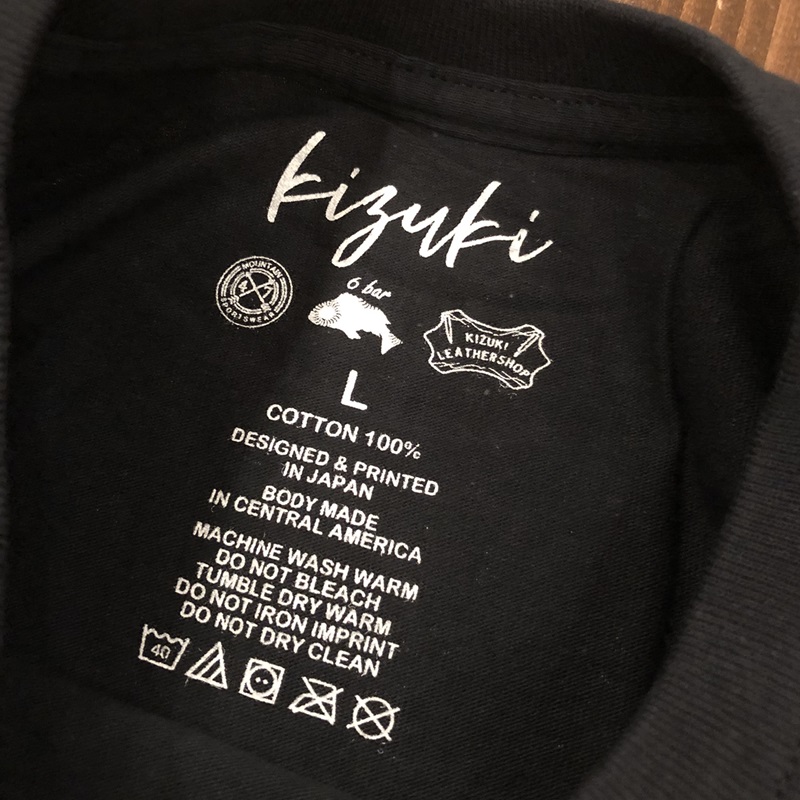 kizuki
MOUNTAIN
47
SPORTSWEAR
6 bar
KIZUKI
LEATHERSHOP
L
COTTON 100%
DESIGNED & PRINTED
IN JAPAN
BODY MADE
IN CENTRAL AMERICA
MACHINE WASH WARM
DO NOT BLEACH
TUMBLE DRY WARM
DO NOT IRON IMPRINT
DO NOT DRY CLEAN
40